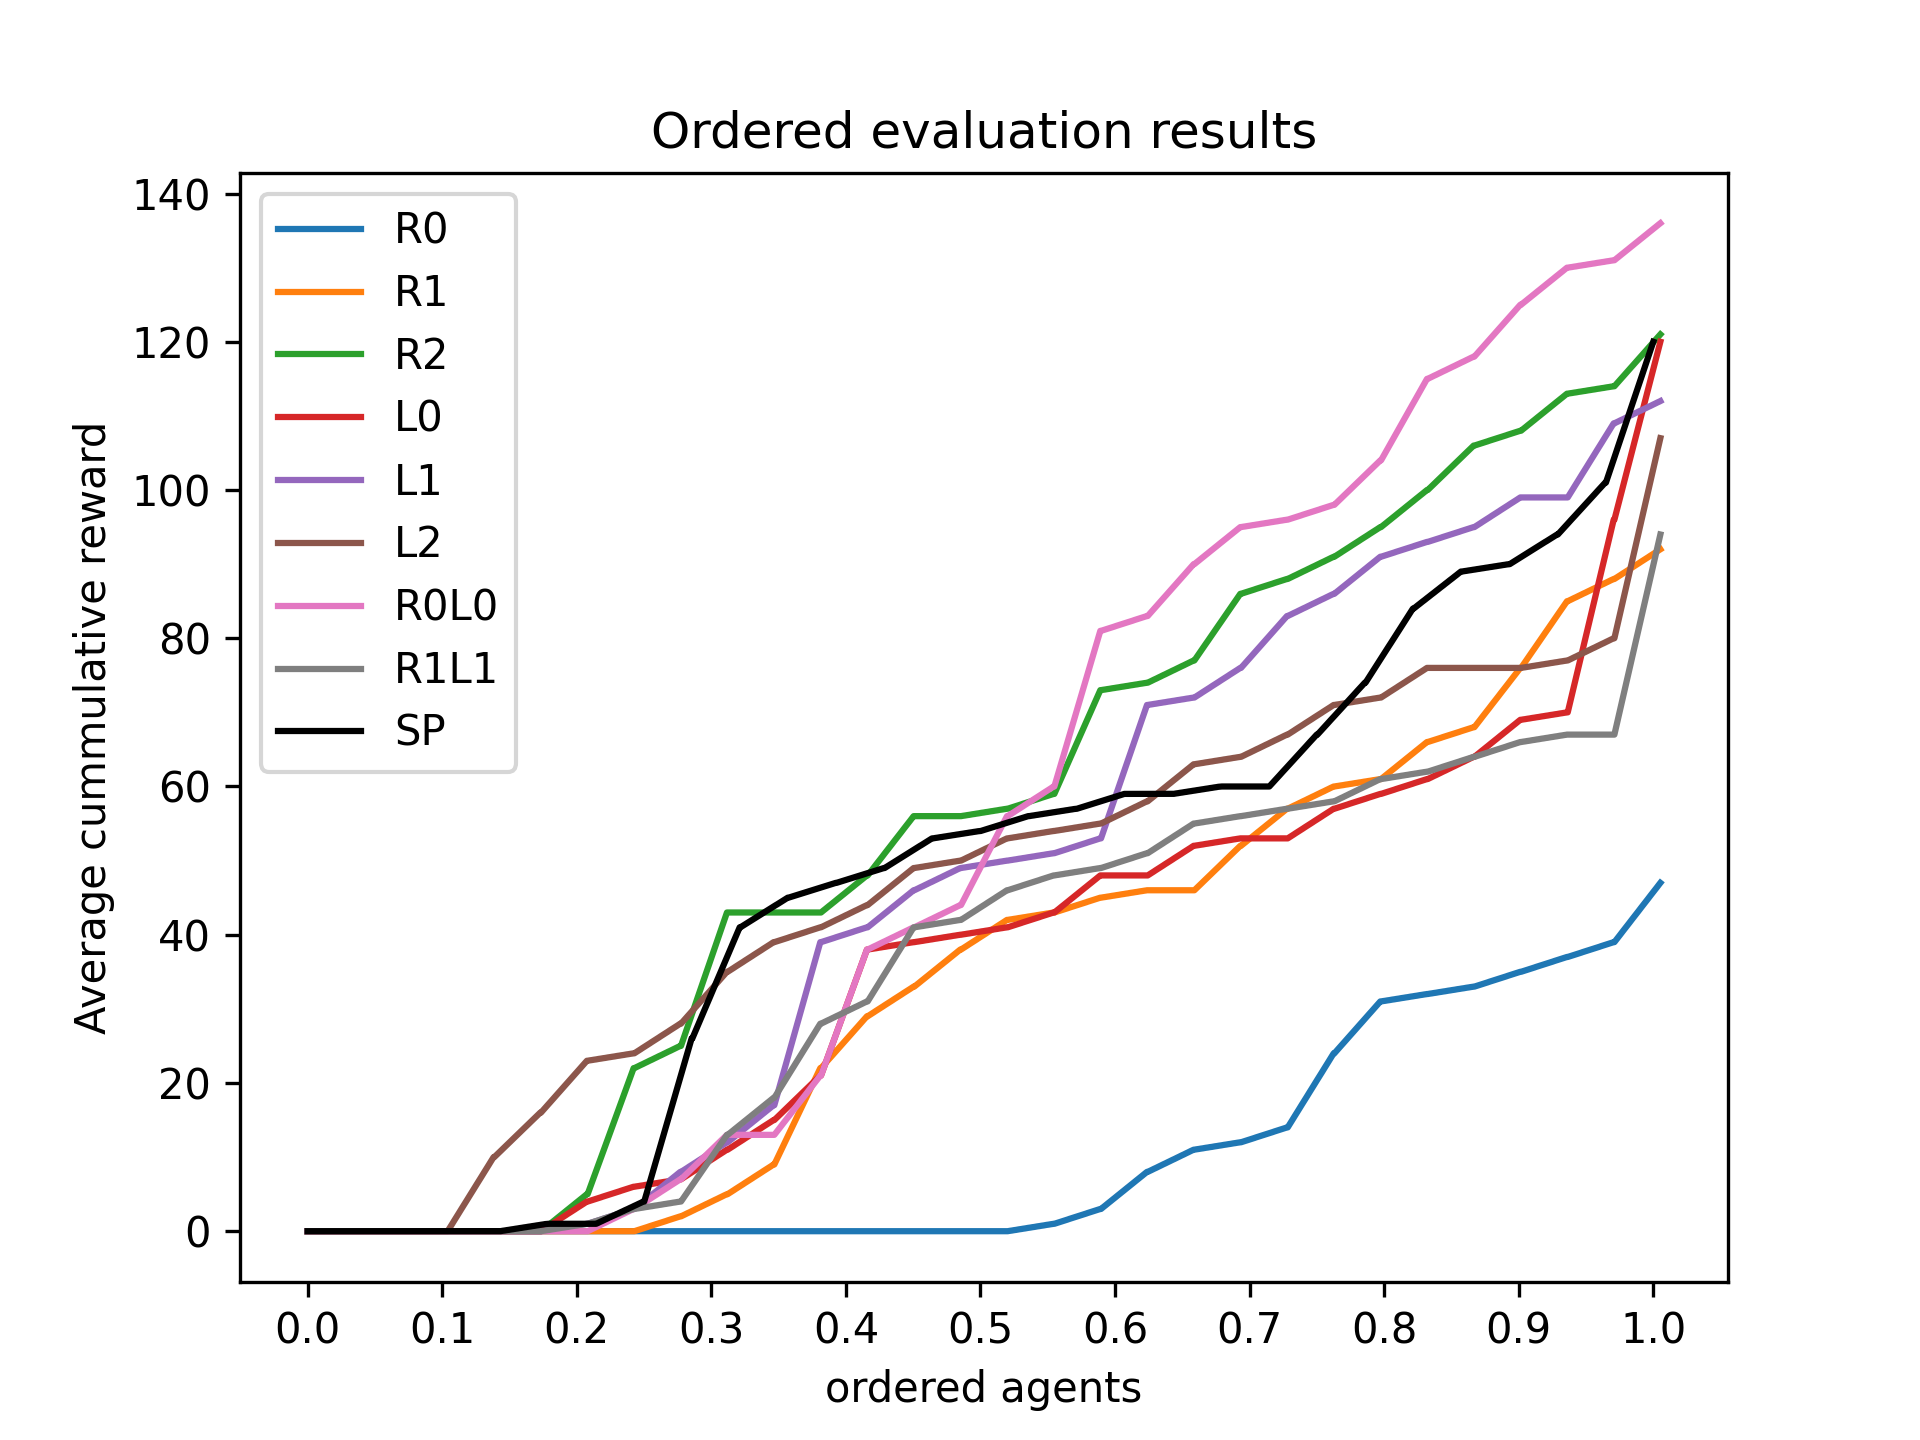 Ordered evaluation results
140
120
100
80
60
40
20
0
Average cummulative reward
R0
R1
R2
L0
L1
L2
R0L0
R1L1
SP
0.0 0.1 0.2 0.3 0.4 0.5 0.6 0.7 0.8 0.9 1.0
ordered agents